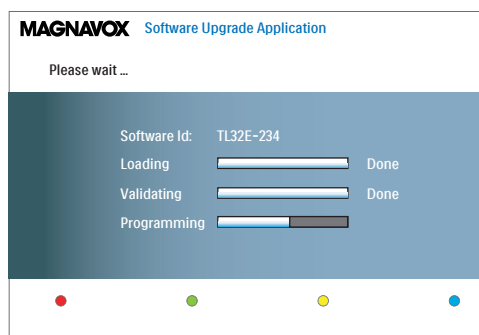 MAGNAVOX Software Upgrade Application
Please wait ...
Software Id: TL32E-234
Loading Done
Validating Done
Programming